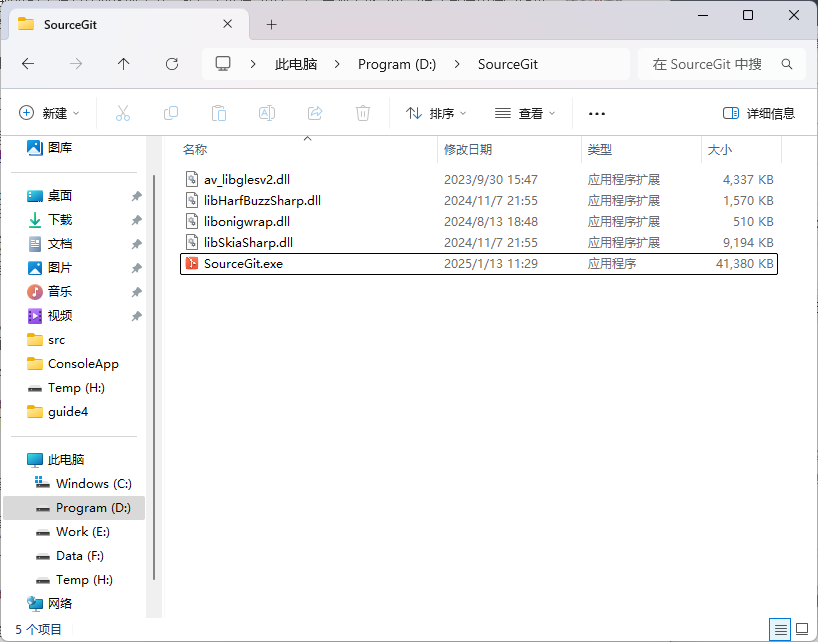 SourceGit
此电脑 Program (D:) SourceGit
在 SourceGit 中搜
新建 排序 查看 详细信息
图库
桌面
下载
文档
图片
音乐
视频
src
ConsoleApp
Temp (H:)
guide4
此电脑
Windows (C:)
Program (D:)
Work (E:)
Data (F:)
Temp (H:)
网络
名称 修改日期 类型 大小
av_libglesv2.dll 2023/9/30 15:47 应用程序扩展 4,337 KB
libHarfBuzzSharp.dll 2024/11/7 21:55 应用程序扩展 1,570 KB
libonigwrap.dll 2024/8/13 18:48 应用程序扩展 510 KB
libSkiaSharp.dll 2024/11/7 21:55 应用程序扩展 9,194 KB
SourceGit.exe 2025/1/13 11:29 应用程序 41,380 KB
5 个项目